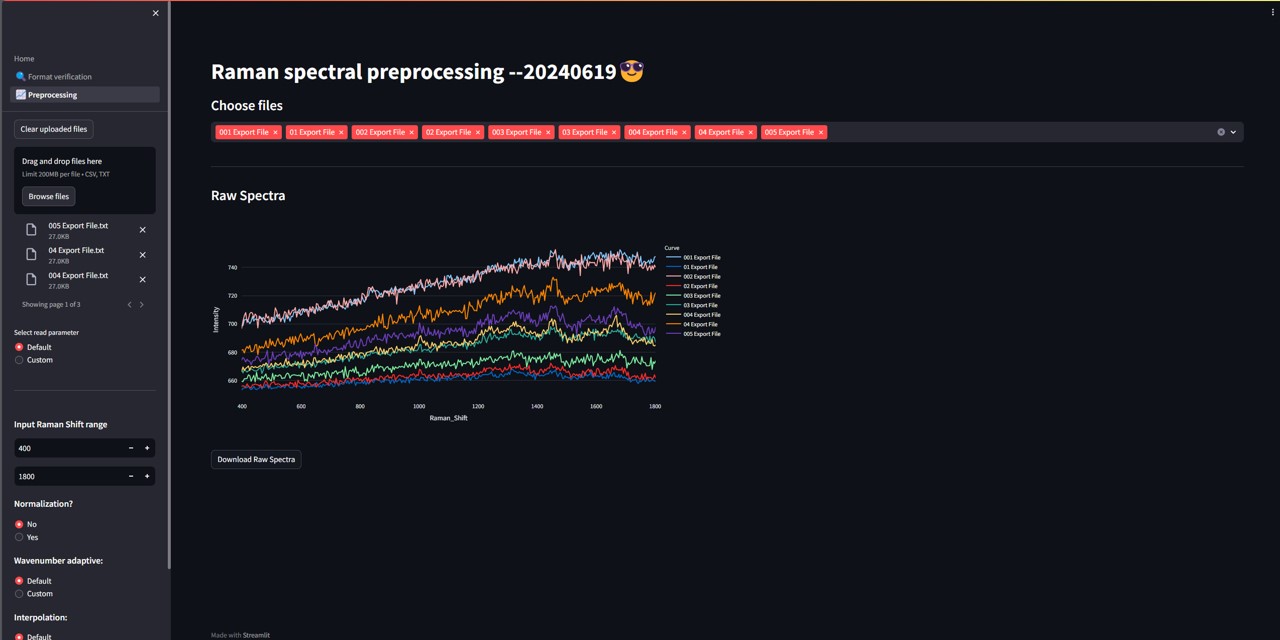 Home
Format verification
Preprocessing
Clear uploaded files
Drag and drop files here
Limit 200MB per file • CSV, TXT
Browse files
005 Export File.txt
27.0KB
04 Export File.txt
27.0KB
004 Export File.txt
27.0KB
Showing page 1 of 3
Select read parameter
Default
Custom
Input Raman Shift range
400
1800
Normalization?
No
Yes
Wavenumber adaptive:
Default
Custom
Interpolation:
Default
Raman spectral preprocessing --20240619😎
Choose files
001 Export File 01 Export File 002 Export File 02 Export File 003 Export File 03 Export File 004 Export File 04 Export File 005 Export File
Raw Spectra
Intensity
740
720
700
680
660
400 600 800 1000 1200 1400 1600 1800
Raman_Shift
Curve
001 Export File
01 Export File
002 Export File
02 Export File
003 Export File
03 Export File
004 Export File
04 Export File
005 Export File
Download Raw Spectra
Made with Streamlit